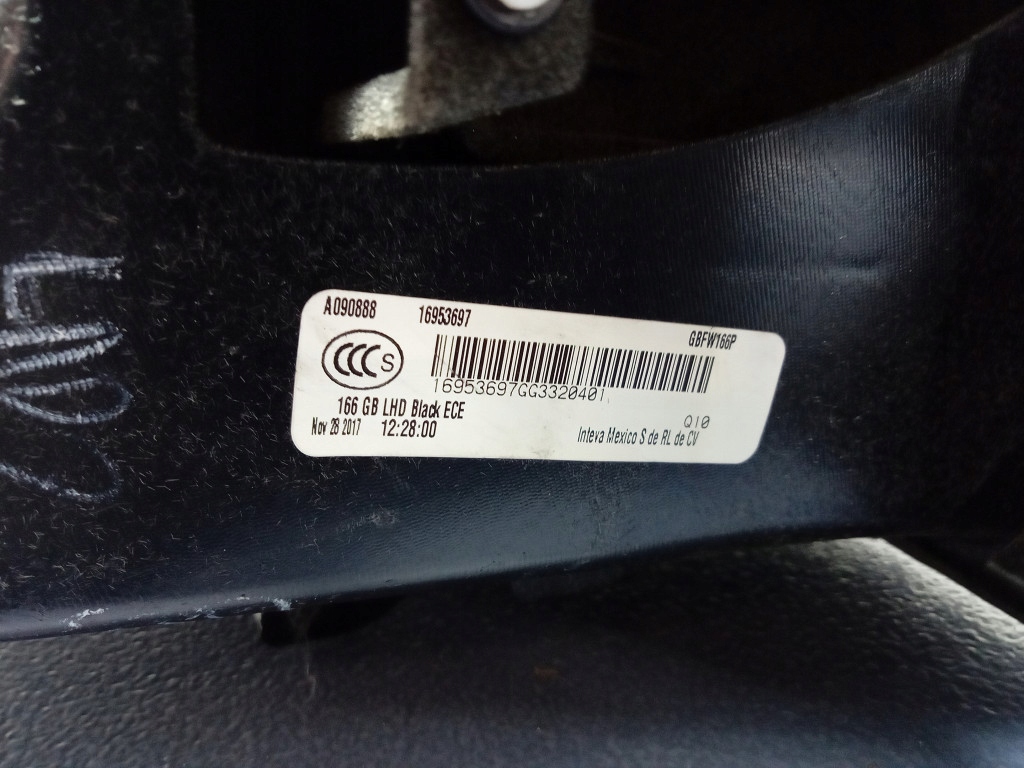 A090888 16953697 GBFW166P
CCC S
16953697GG3320401
166 GB LHD Black ECE
Nov 28 2017 12:28:00
Q10
Inteva Mexico S de RL de CV